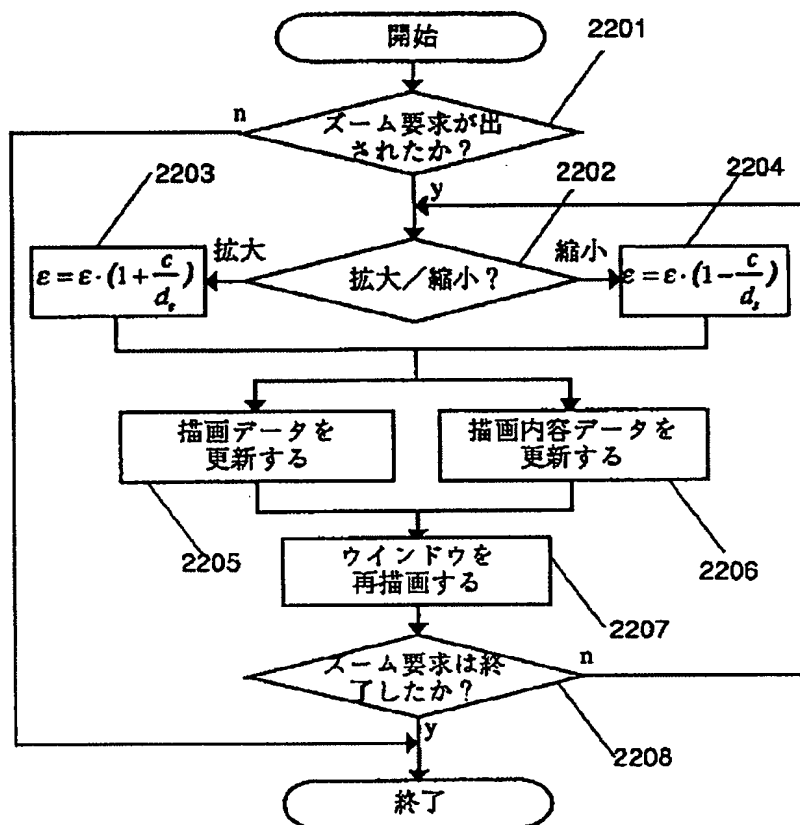 開始
2201
n
ズーム要求が出
されたか？
y
2203
2202
2204
拡大
縮小
ε = ε · (1 + c/d_e)
拡大／縮小？
ε = ε · (1 − c/d_s)
描画データを
更新する
描画内容データを
更新する
2205
2206
ウインドウを
再描画する
2207
ズーム要求は終
了したか？
n
y
2208
終了